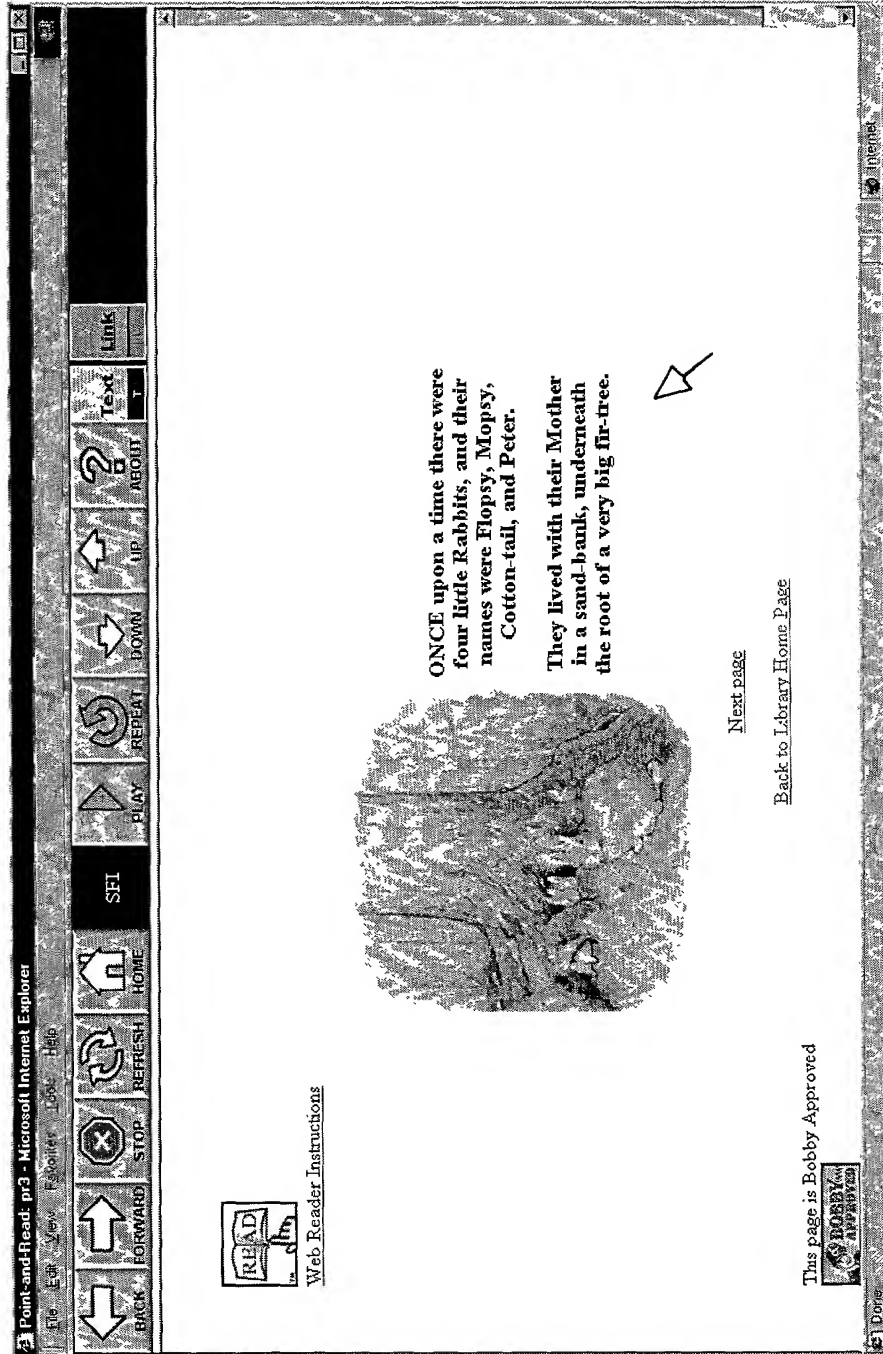 Point-and-Read: pr3 - Microsoft Internet Explorer
File Edit View Favorites Tools Help
BACK FORWARD STOP REFRESH HOME SFI PLAY REPEAT DOWN UP ABOUT Text Link
T
READ
TM
Web Reader Instructions
ONCE upon a time there were
four little Rabbits, and their
names were Flopsy, Mopsy,
Cotton-tail, and Peter.
They lived with their Mother
in a sand-bank, underneath
the root of a very big fir-tree.
Next page
Back to Library Home Page
This page is Bobby Approved
BOBBY
APPROVED
Done
Internet